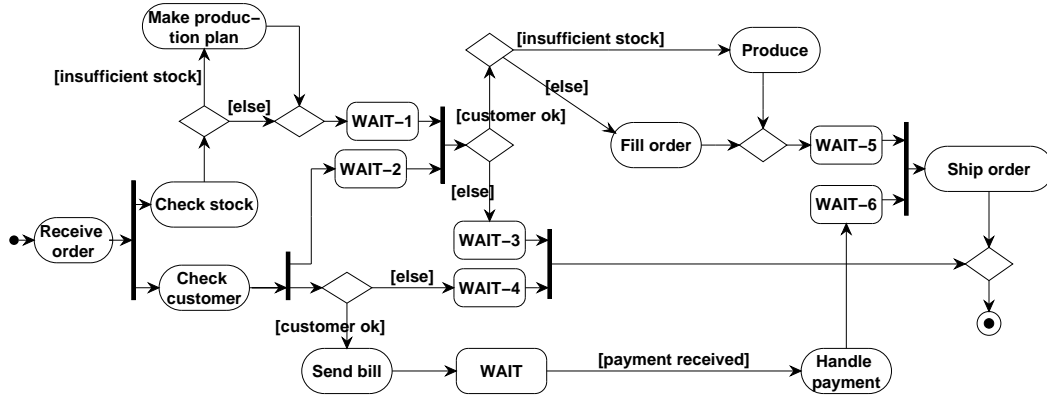 Make produc-
tion plan
[insufficient stock]
[insufficient stock]
Produce
[else]
[else]
WAIT-1
[customer ok]
Fill order
WAIT-5
WAIT-2
Ship order
[else]
Check stock
WAIT-6
Receive
order
WAIT-3
Check
customer
[else]
WAIT-4
[customer ok]
Send bill
WAIT
[payment received]
Handle
payment